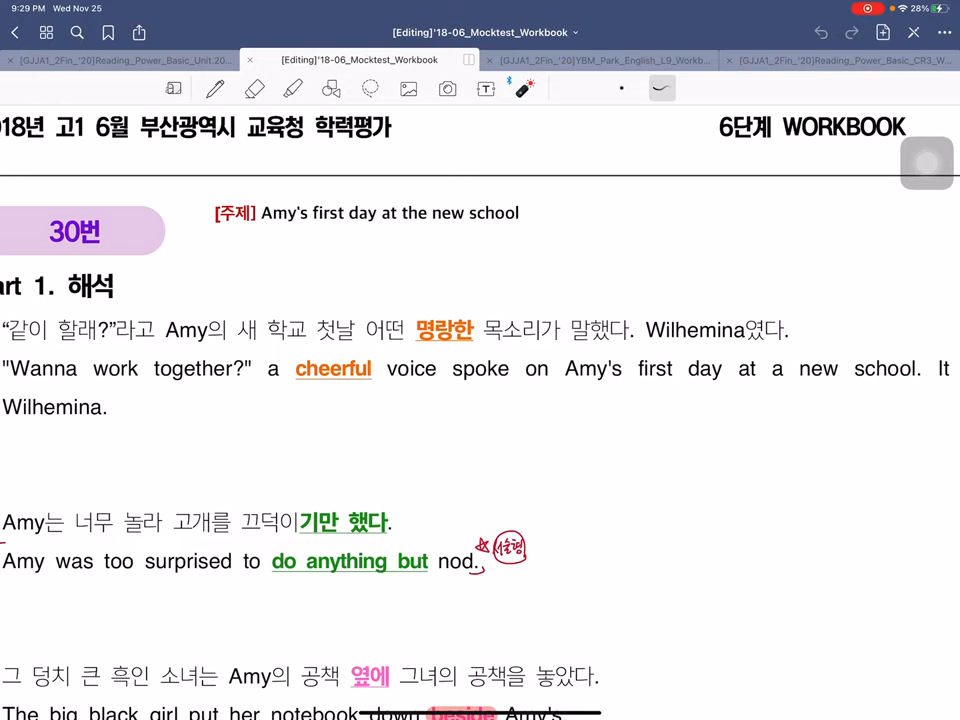 9:29 PM Wed Nov 25
28%
[Editing]'18-06_Mocktest_Workbook
[GJJA1_2Fin_'20]Reading_Power_Basic_Unit.20...
[Editing]'18-06_Mocktest_Workbook
[GJJA1_2Fin_'20]YBM_Park_English_L9_Workb...
[GJJA1_2Fin_'20]Reading_Power_Basic_CR3_W...
18년 고1 6월 부산광역시 교육청 학력평가
6단계 WORKBOOK
30번
[주제] Amy's first day at the new school
art 1. 해석
“같이 할래?”라고 Amy의 새 학교 첫날 어떤 명랑한 목소리가 말했다. Wilhemina였다.
"Wanna work together?" a cheerful voice spoke on Amy's first day at a new school. It
Wilhemina.
Amy는 너무 놀라 고개를 끄덕이기만 했다.
Amy was too surprised to do anything but nod.
서술형
그 덩치 큰 흑인 소녀는 Amy의 공책 옆에 그녀의 공책을 놓았다.
The big black girl put her notebook down beside Amy's